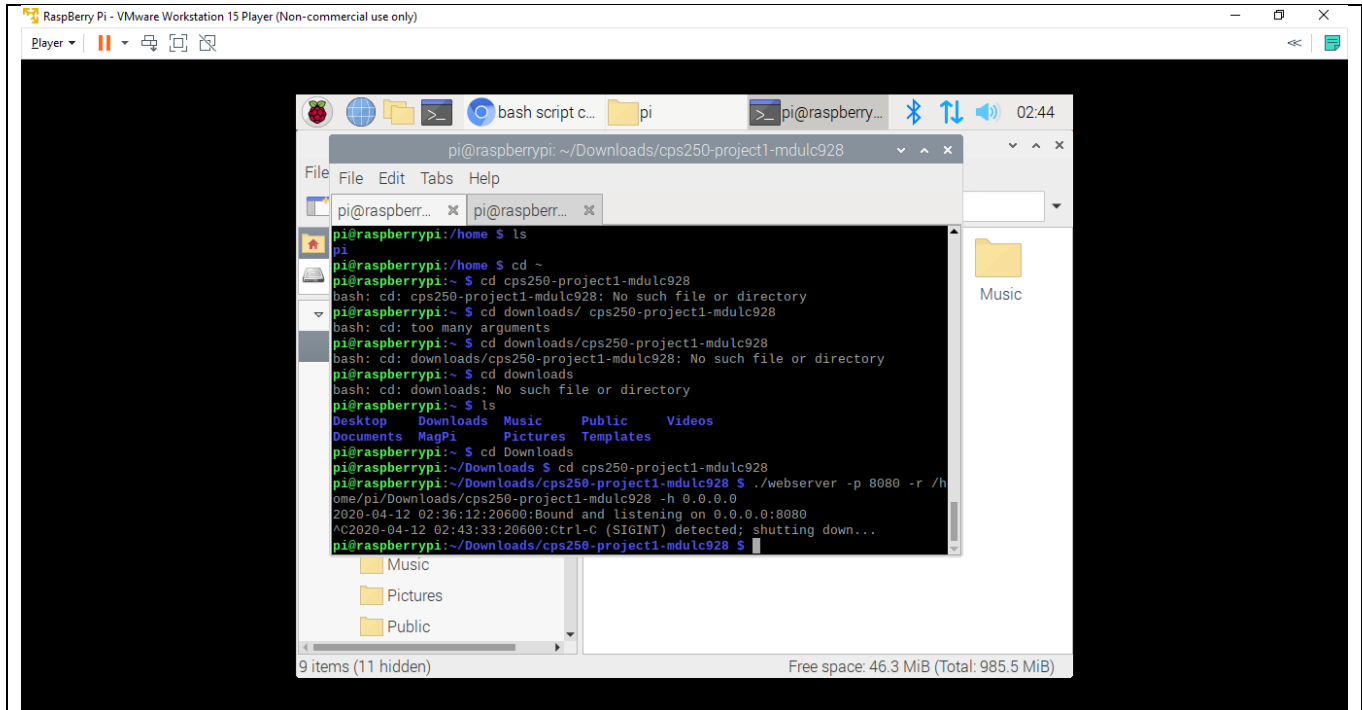 RaspBerry Pi - VMware Workstation 15 Player (Non-commercial use only)
Player
bash script c...
pi
pi@raspberry...
02:44
pi@raspberrypi: ~/Downloads/cps250-project1-mdulc928
File
File Edit Tabs Help
pi@raspberr...
pi@raspberr...
pi@raspberrypi:/home $ ls
pi
pi@raspberrypi:/home $ cd ~
pi@raspberrypi:~ $ cd cps250-project1-mdulc928
bash: cd: cps250-project1-mdulc928: No such file or directory
pi@raspberrypi:~ $ cd downloads/ cps250-project1-mdulc928
bash: cd: too many arguments
pi@raspberrypi:~ $ cd downloads/cps250-project1-mdulc928
bash: cd: downloads/cps250-project1-mdulc928: No such file or directory
pi@raspberrypi:~ $ cd downloads
bash: cd: downloads: No such file or directory
pi@raspberrypi:~ $ ls
Desktop Downloads Music Public Videos
Documents MagPi Pictures Templates
pi@raspberrypi:~ $ cd Downloads
pi@raspberrypi:~/Downloads $ cd cps250-project1-mdulc928
pi@raspberrypi:~/Downloads/cps250-project1-mdulc928 $ ./webserver -p 8080 -r /h
ome/pi/Downloads/cps250-project1-mdulc928 -h 0.0.0.0
2020-04-12 02:36:12:20600:Bound and listening on 0.0.0.0:8080
^C2020-04-12 02:43:33:20600:Ctrl-C (SIGINT) detected; shutting down...
pi@raspberrypi:~/Downloads/cps250-project1-mdulc928 $
Music
Music
Pictures
Public
9 items (11 hidden)
Free space: 46.3 MiB (Total: 985.5 MiB)